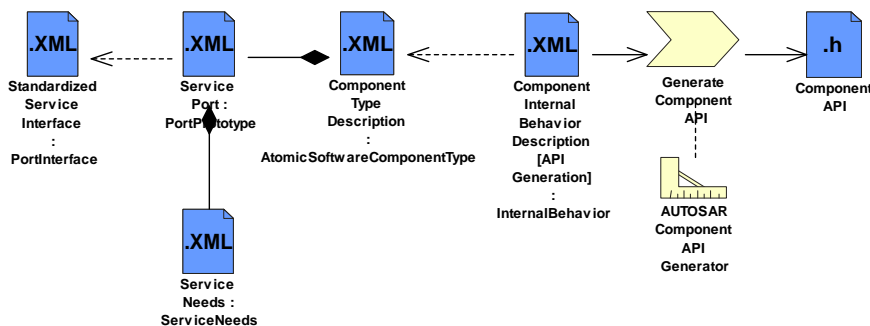 .XML
Standardized
Service
Interface
:
PortInterface
.XML
Service
Port :
PortPrototype
.XML
Component
Type
Description
:
AtomicSoftwareComponentType
.XML
Component
Internal
Behavior
Description
[API
Generation]
:
InternalBehavior
Generate
Component
API
.h
Component
API
AUTOSAR
Component
API
Generator
.XML
Service
Needs :
ServiceNeeds